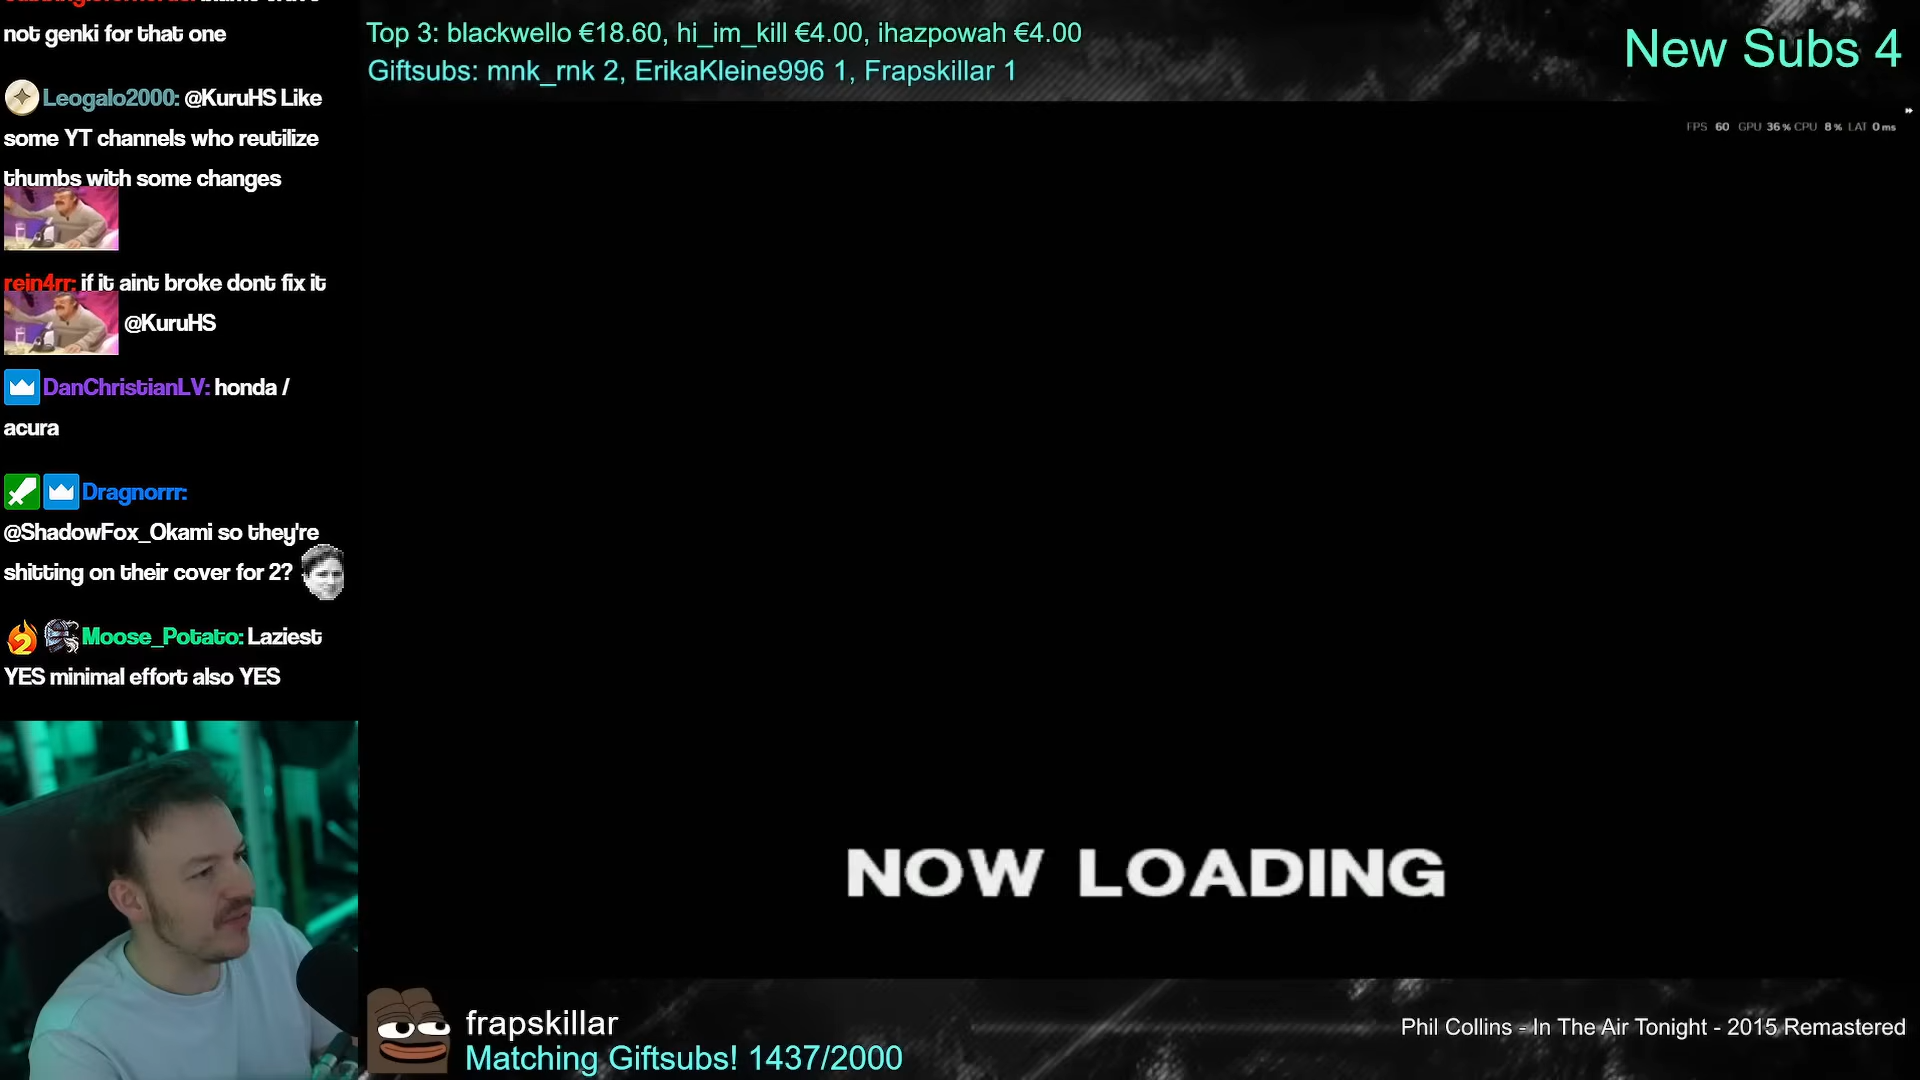 not genki for that one
Leogalo2000: @KuruHS Like
some YT channels who reutilize
thumbs with some changes
rein4rr: if it aint broke dont fix it
@KuruHS
DanChristianLV: honda /
acura
Dragnorrr:
@ShadowFox_Okami so they're
shitting on their cover for 2?
Moose_Potato: Laziest
YES minimal effort also YES
Top 3: blackwello €18.60, hi_im_kill €4.00, ihazpowah €4.00
Giftsubs: mnk_rnk 2, ErikaKleine996 1, Frapskillar 1
New Subs 4
FPS 60 GPU 36 % CPU 8 % LAT 0 ms
NOW LOADING
frapskillar
Matching Giftsubs! 1437/2000
Phil Collins - In The Air Tonight - 2015 Remastered